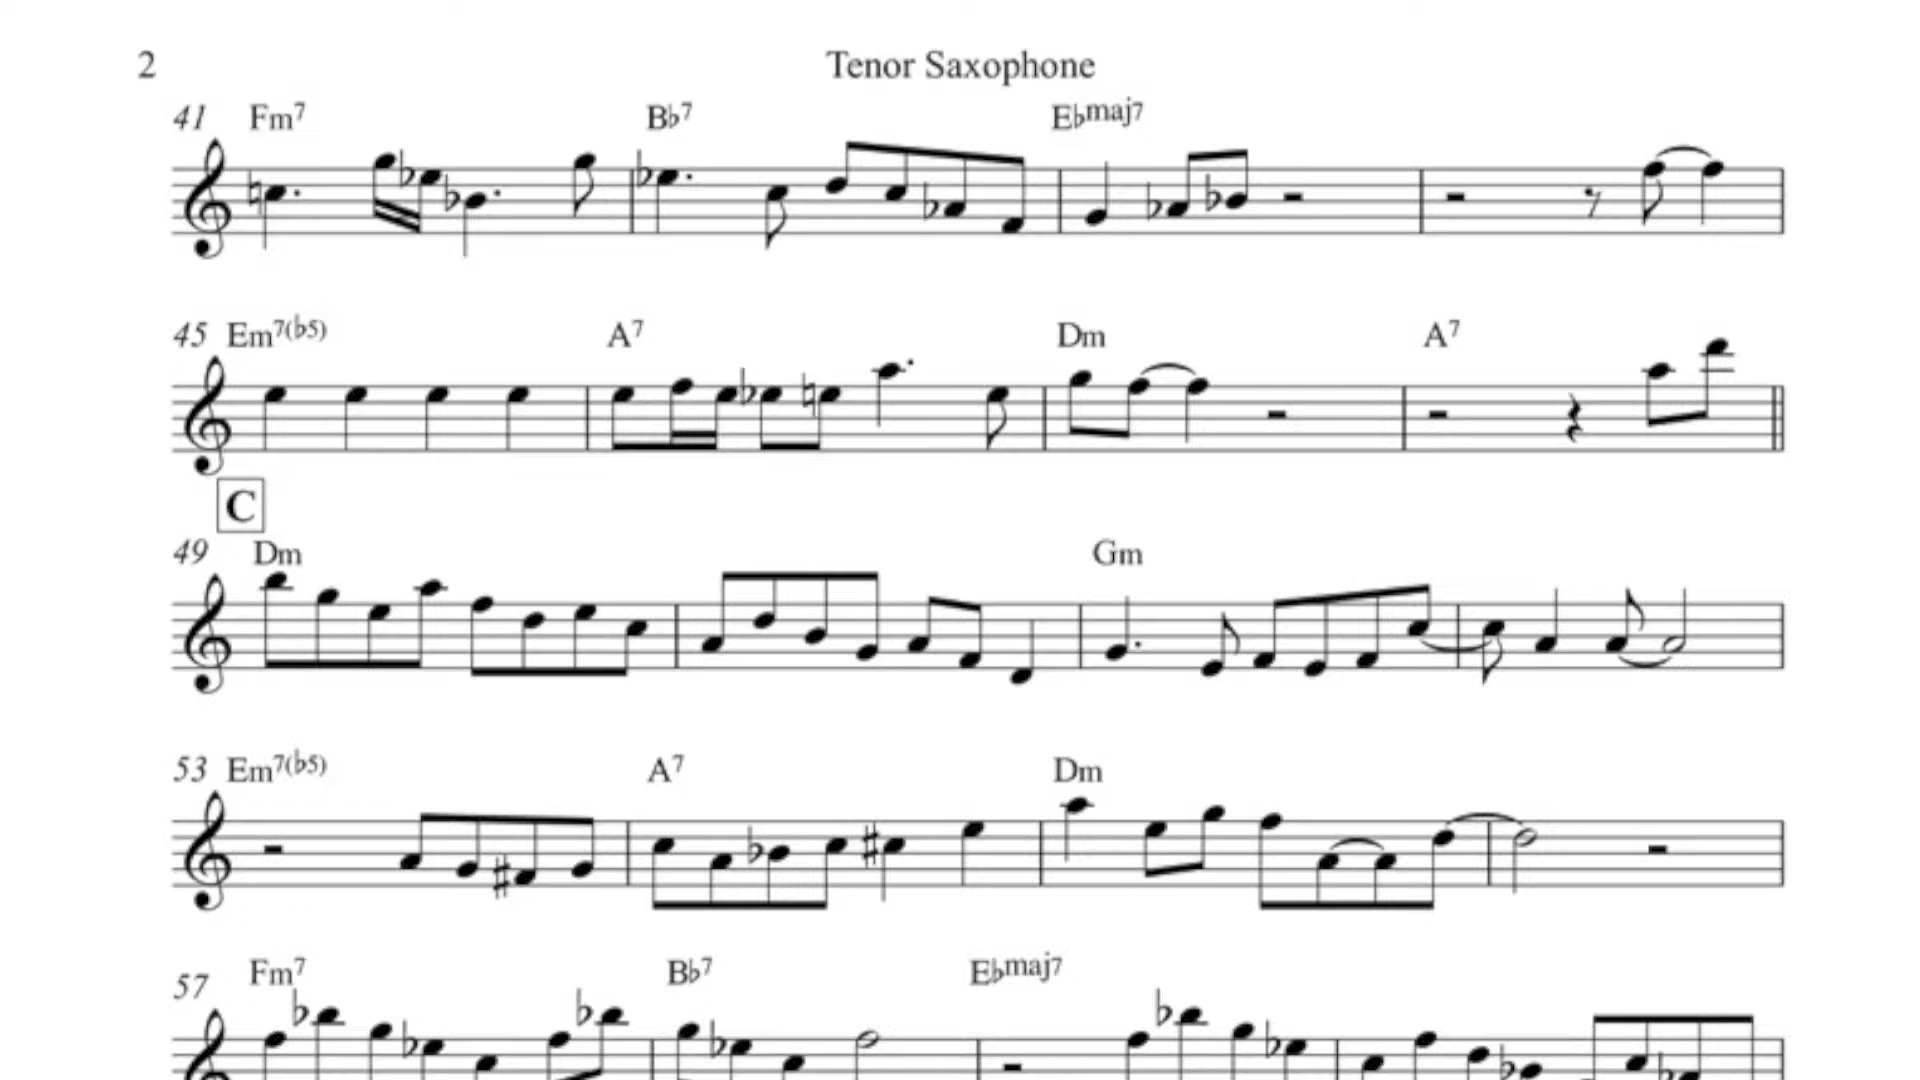 2 Tenor Saxophone
41 Fm7 B♭7 E♭maj7
45 Em7(♭5) A7 Dm A7
C
49 Dm Gm
53 Em7(♭5) A7 Dm
57 Fm7 B♭7 E♭maj7